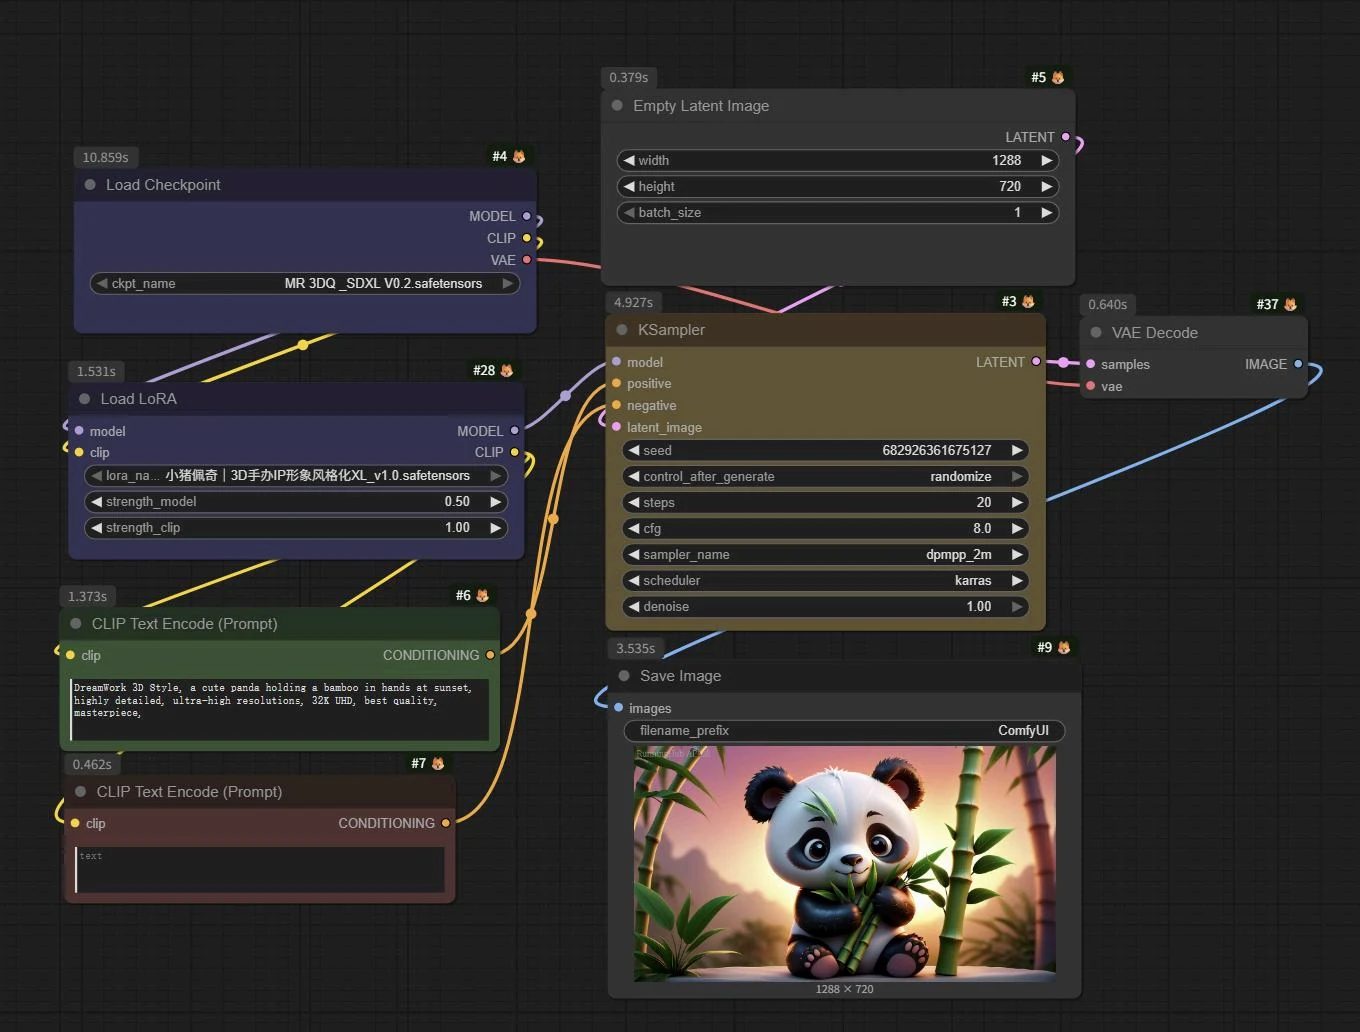 10.859s
#4
Load Checkpoint
MODEL
CLIP
VAE
ckpt_name MR 3DQ _SDXL V0.2.safetensors
1.531s
#28
Load LoRA
model MODEL
clip CLIP
lora_na... 小猪佩奇｜3D手办IP形象风格化XL_v1.0.safetensors
strength_model 0.50
strength_clip 1.00
1.373s
#6
CLIP Text Encode (Prompt)
clip CONDITIONING
DreamWork 3D Style, a cute panda holding a bamboo in hands at sunset,
highly detailed, ultra-high resolutions, 32K UHD, best quality,
masterpiece,
0.462s
#7
CLIP Text Encode (Prompt)
clip CONDITIONING
text
0.379s
#5
Empty Latent Image
LATENT
width 1288
height 720
batch_size 1
4.927s
#3
KSampler
model LATENT
positive
negative
latent_image
seed 682926361675127
control_after_generate randomize
steps 20
cfg 8.0
sampler_name dpmpp_2m
scheduler karras
denoise 1.00
0.640s
#37
VAE Decode
samples IMAGE
vae
3.535s
#9
Save Image
images
filename_prefix ComfyUI
1288 × 720